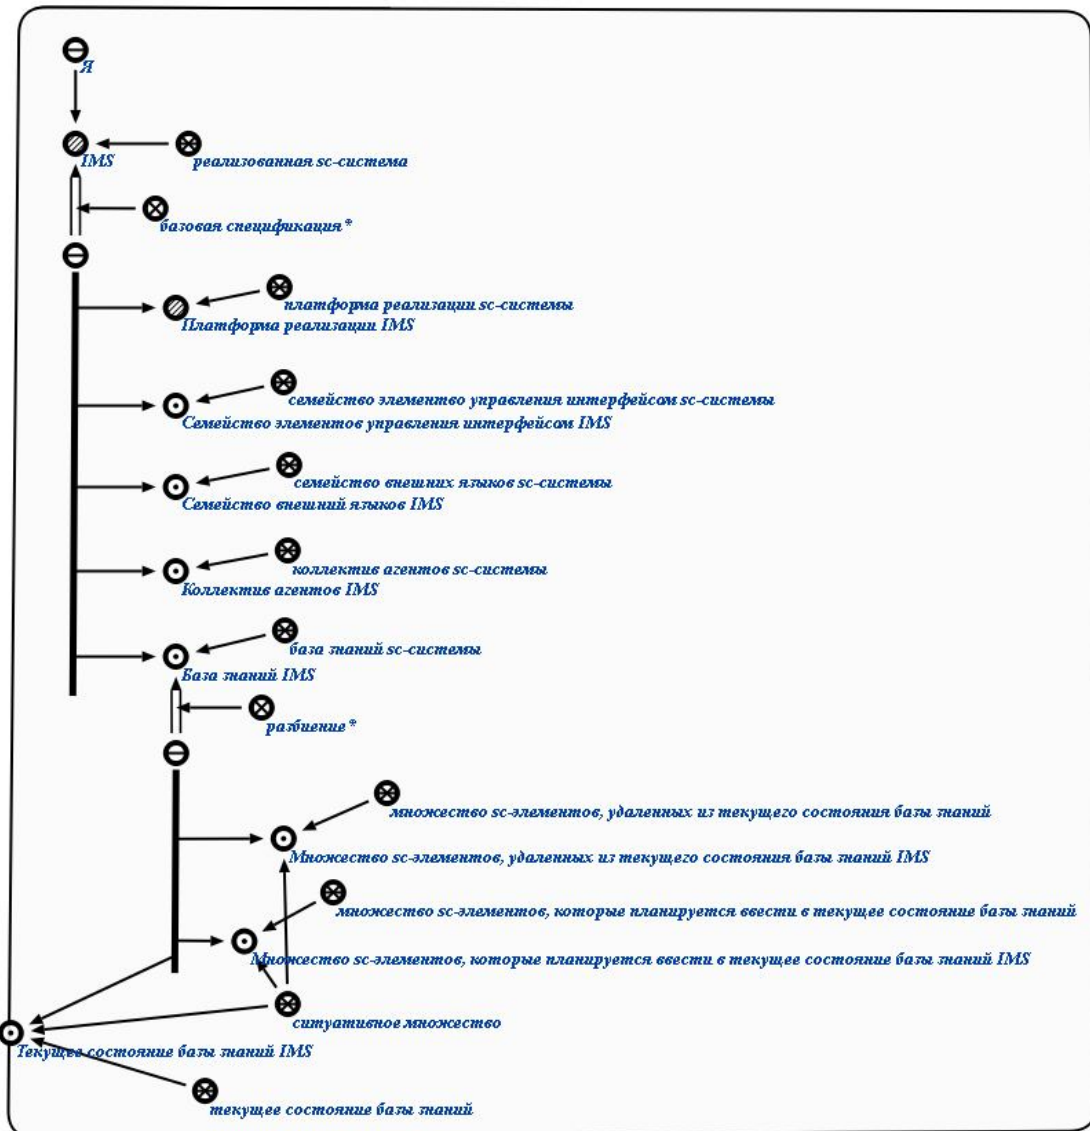 Я
IMS
реализованная sc-система
базовая спецификация*
платформа реализации sc-системы
Платформа реализации IMS
семейство элементво управления интерфейсом sc-системы
Семейство элементов управления интерфейсом IMS
семейство внешних языков sc-системы
Семейство внешний языков IMS
коллектив агентов sc-системы
Коллектив агентов IMS
база знаний sc-системы
База знаний IMS
разбиение*
множество sc-элементов, удаленных из текущего состояния базы знаний
Множество sc-элементов, удаленных из текущего состояния базы знаний IMS
множество sc-элементов, которые планируется ввести в текущее состояние базы знаний
Множество sc-элементов, которые планируется ввести в текущее состояние базы знаний IMS
ситуативное множество
Текущее состояние базы знаний IMS
текущее состояние базы знаний